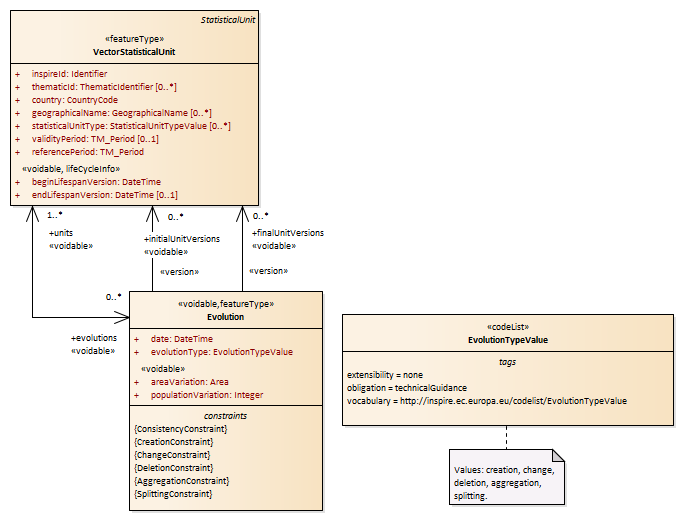 StatisticalUnit
«featureType»
VectorStatisticalUnit
+ inspireId: Identifier
+ thematicId: ThematicIdentifier [0..*]
+ country: CountryCode
+ geographicalName: GeographicalName [0..*]
+ statisticalUnitType: StatisticalUnitTypeValue [0..*]
+ validityPeriod: TM_Period [0..1]
+ referencePeriod: TM_Period
«voidable, lifeCycleInfo»
+ beginLifespanVersion: DateTime
+ endLifespanVersion: DateTime [0..1]
1..*
+units
«voidable»
0..*
+initialUnitVersions
«voidable»
«version»
0..*
+finalUnitVersions
«voidable»
«version»
0..*
+evolutions
«voidable»
«voidable,featureType»
Evolution
+ date: DateTime
+ evolutionType: EvolutionTypeValue
«voidable»
+ areaVariation: Area
+ populationVariation: Integer
constraints
{ConsistencyConstraint}
{CreationConstraint}
{ChangeConstraint}
{DeletionConstraint}
{AggregationConstraint}
{SplittingConstraint}
«codeList»
EvolutionTypeValue
tags
extensibility = none
obligation = technicalGuidance
vocabulary = http://inspire.ec.europa.eu/codelist/EvolutionTypeValue
Values: creation, change,
deletion, aggregation,
splitting.